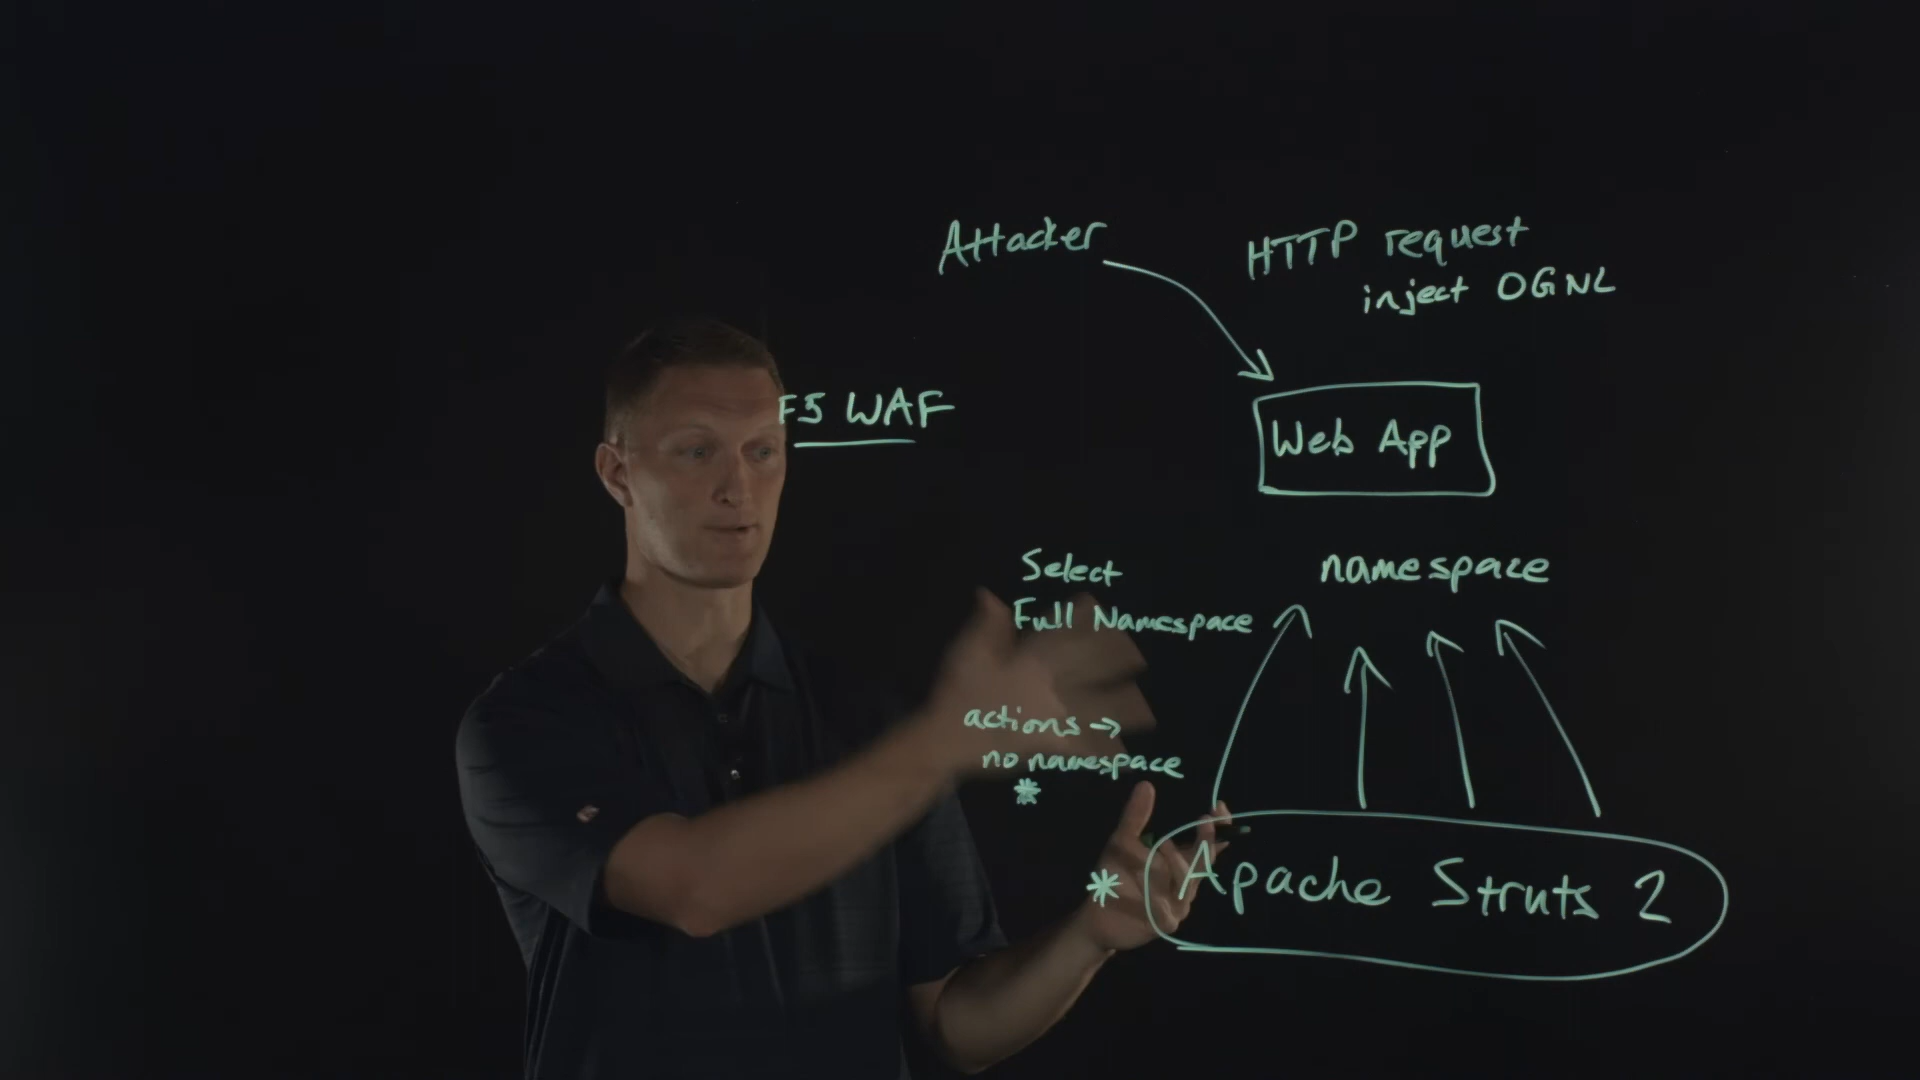 Attacker
HTTP request
inject OGNL
F5 WAF
Web App
Select
Full Namespace
namespace
actions →
no namespace
*
* Apache Struts 2